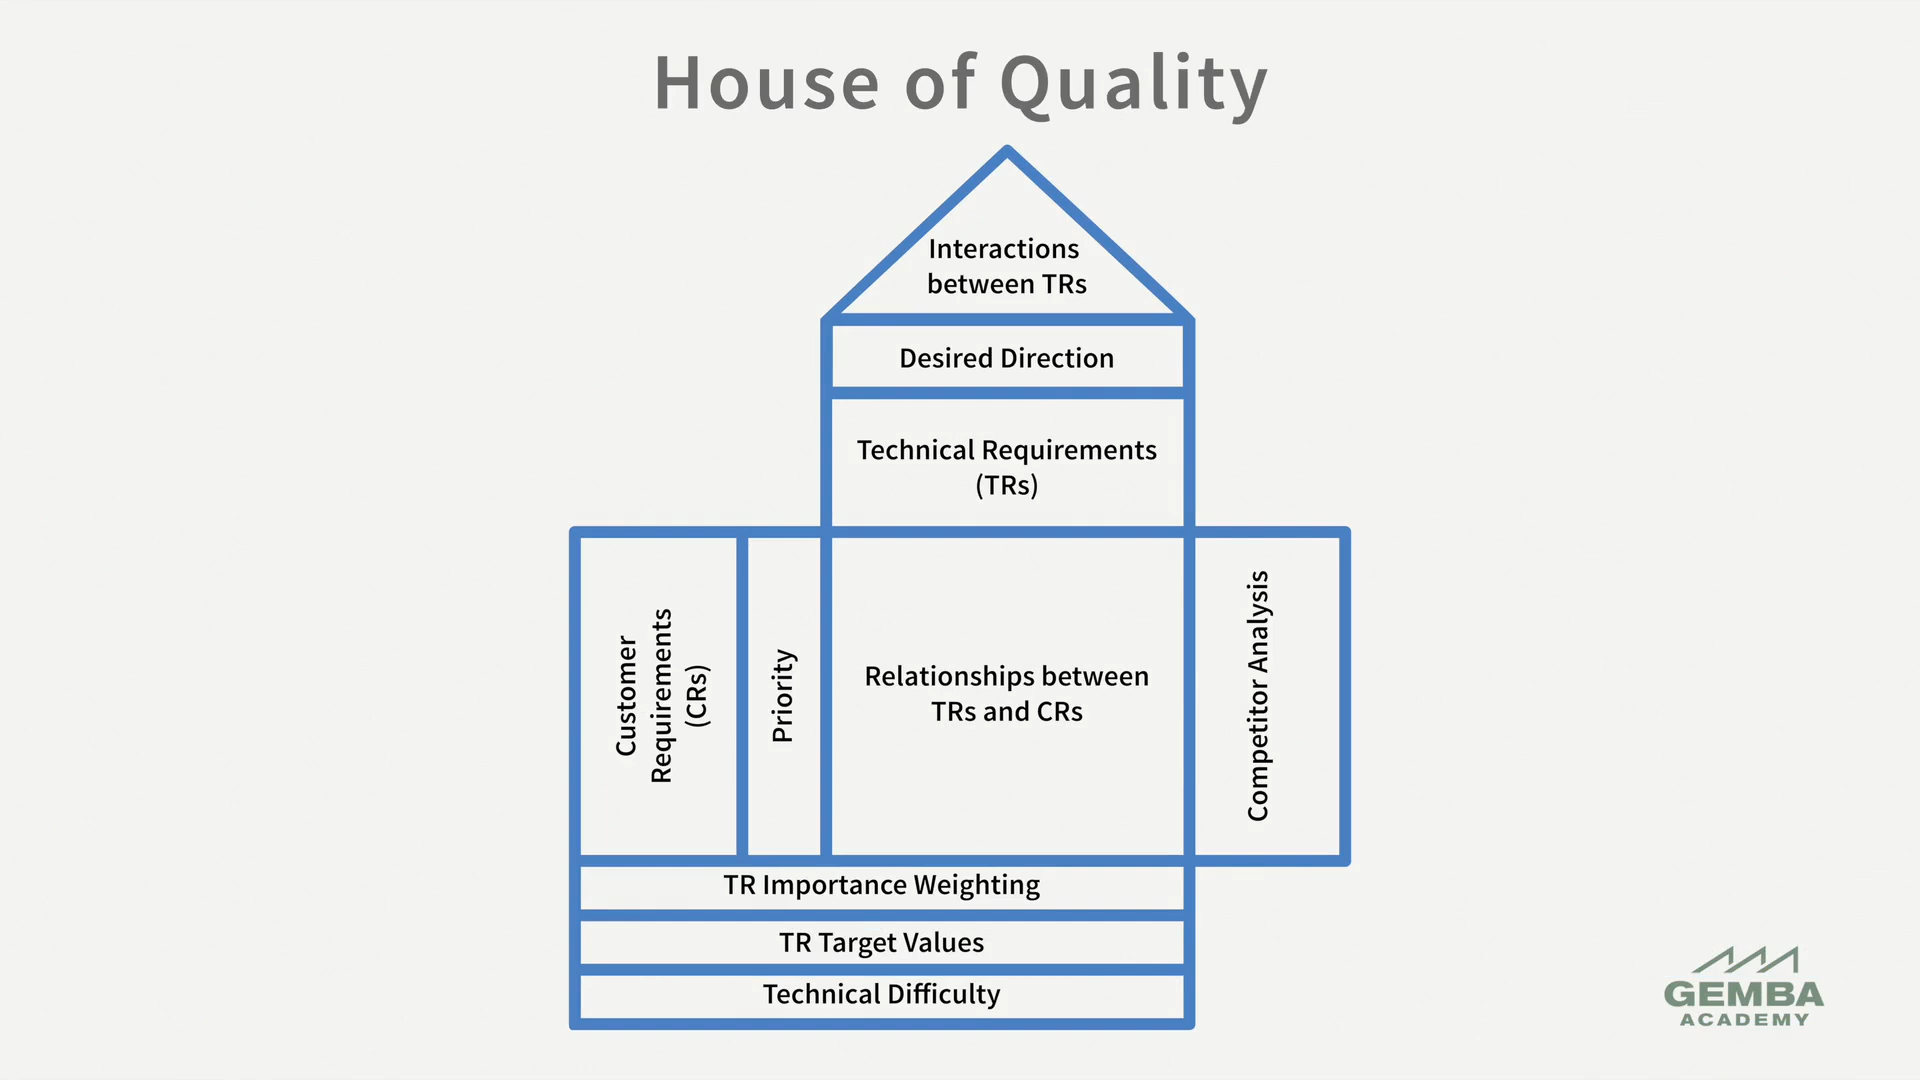 House of Quality
Interactions
between TRs
Desired Direction
Technical Requirements
(TRs)
Customer
Requirements
(CRs)
Priority
Relationships between
TRs and CRs
Competitor Analysis
TR Importance Weighting
TR Target Values
Technical Difficulty
GEMBA
ACADEMY